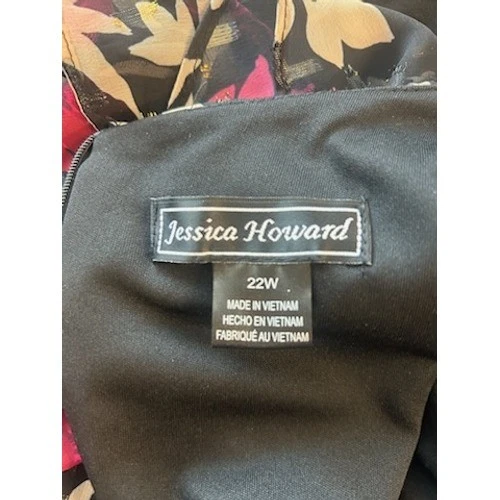 Jessica Howard
22W
MADE IN VIETNAM
HECHO EN VIETNAM
FABRIQUÉ AU VIETNAM